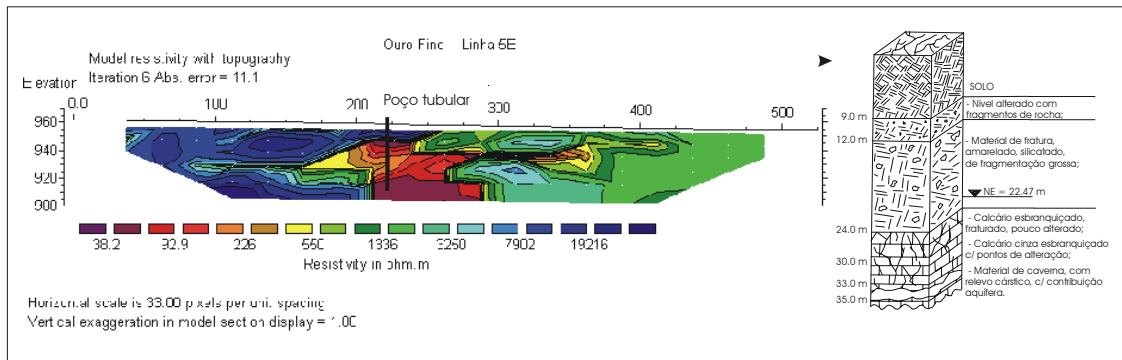 Ouro Fino Linha 5E
Model resistivity with topography
Iteration 6 Abs. error = 11.1
Elevation
0.0 100 200 300 400 500
Poço tubular
960
940
920
900
38.2 226 550 1336 7902 19216
Resistivity in ohm.m
Horizontal scale is 33.00 pixels per unit spacing
Vertical exaggeration in model section display = 1.00
SOLO
9.0 m
- Nível alterado com
fragmentos de rocha;
12.0 m
- Material de fratura,
amarelado, silicatado,
de fragmentação grossa;
NE = 22.47 m
24.0 m
- Calcário esbranquiçado,
fraturado, pouco alterado;
- Calcário cinza esbranquiçado
c/ pontos de alteração;
30.0 m
- Material de caverna, com
relevo cárstico, c/ contribuição
aquífera.
33.0 m
35.0 m